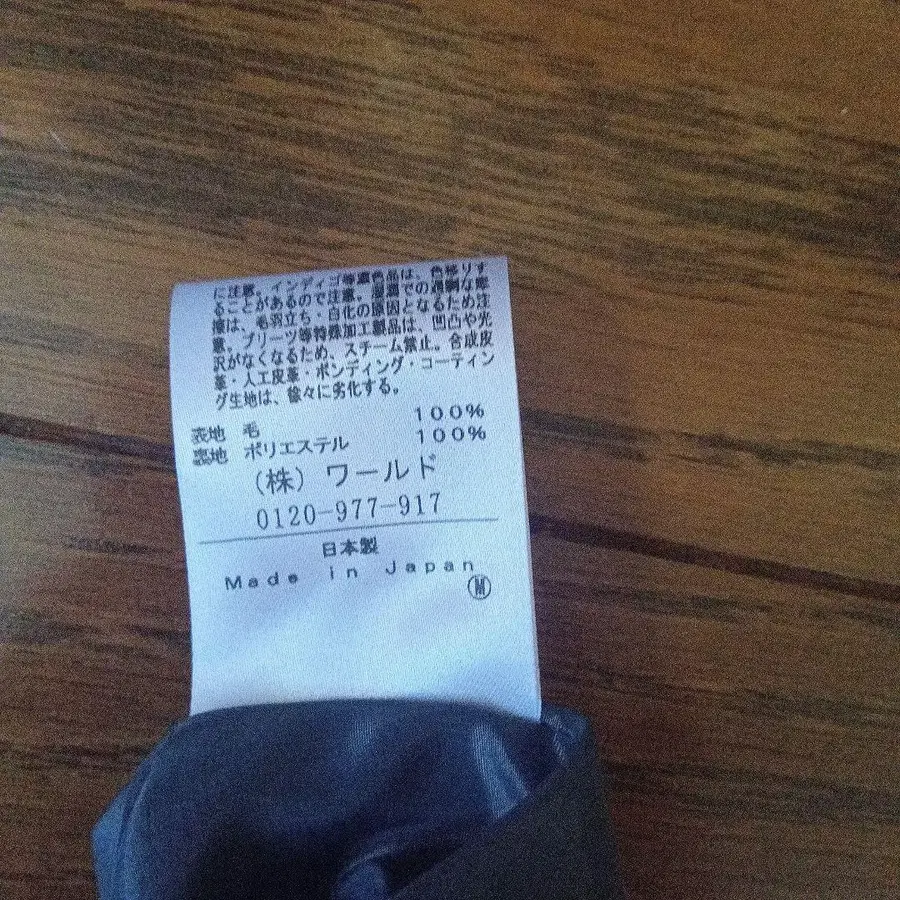 に注意。インディゴ等濃色品は、色移りす
ることがあるので注意。湿潤での過剰な摩
擦は、毛羽立ち・白化の原因となるため注
意。プリーツ等特殊加工製品は、凹凸や光
沢がなくなるため、スチーム禁止。合成皮
革・人工皮革・ボンディング・コーティン
グ生地は、徐々に劣化する。
表地 毛 100%
裏地 ポリエステル 100%
(株) ワールド
0120-977-917
日本製
Made in Japan
Ⓜ